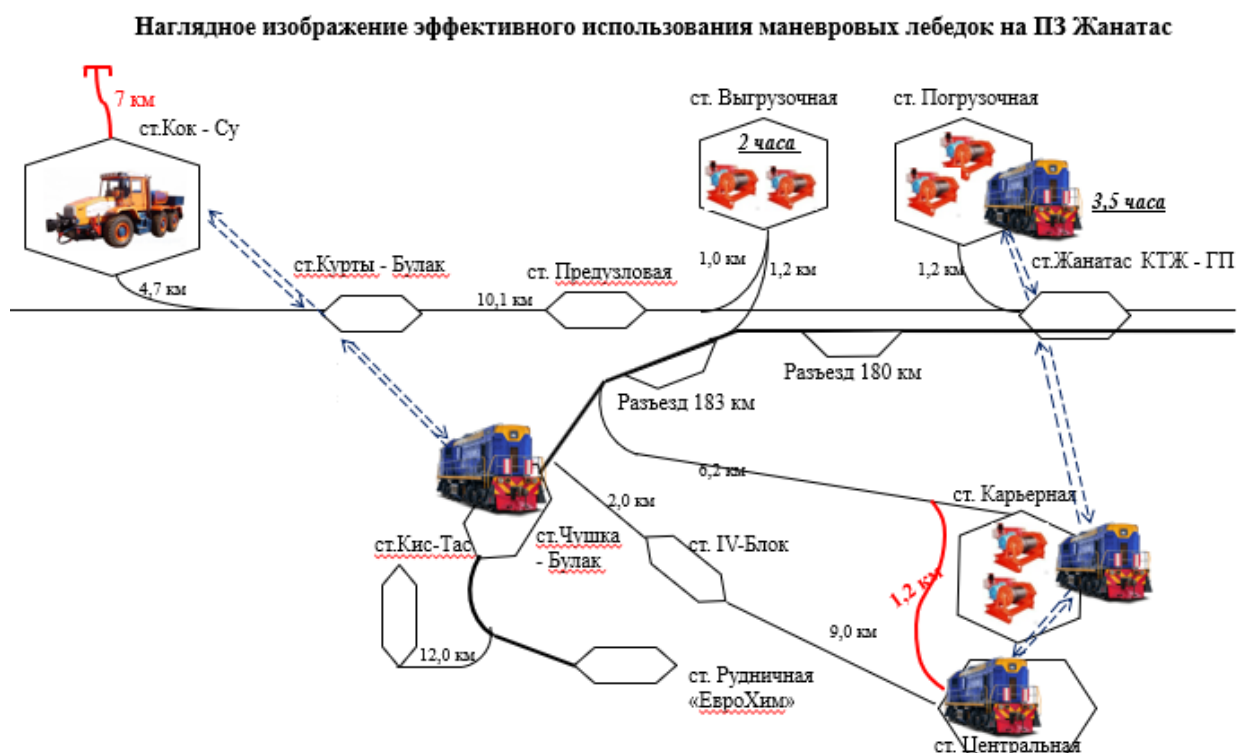 Наглядное изображение эффективного использования маневровых лебедок на ПЗ Жанатас
7 км
ст.Кок - Су
ст. Выгрузочная
ст. Погрузочная
2 часа
3,5 часа
ст.Курты - Булак
ст. Предузловая
1,0 км
1,2 км
1,2 км
ст.Жанатас КТЖ - ГП
4,7 км
10,1 км
Разъезд 183 км
Разъезд 180 км
6,2 км
2,0 км
ст. Карьерная
ст.Кис-Тас
ст.Чушка
- Булак
ст. IV-Блок
1,2 км
9,0 км
12,0 км
ст. Рудничная
«ЕвроХим»
ст. Центральная